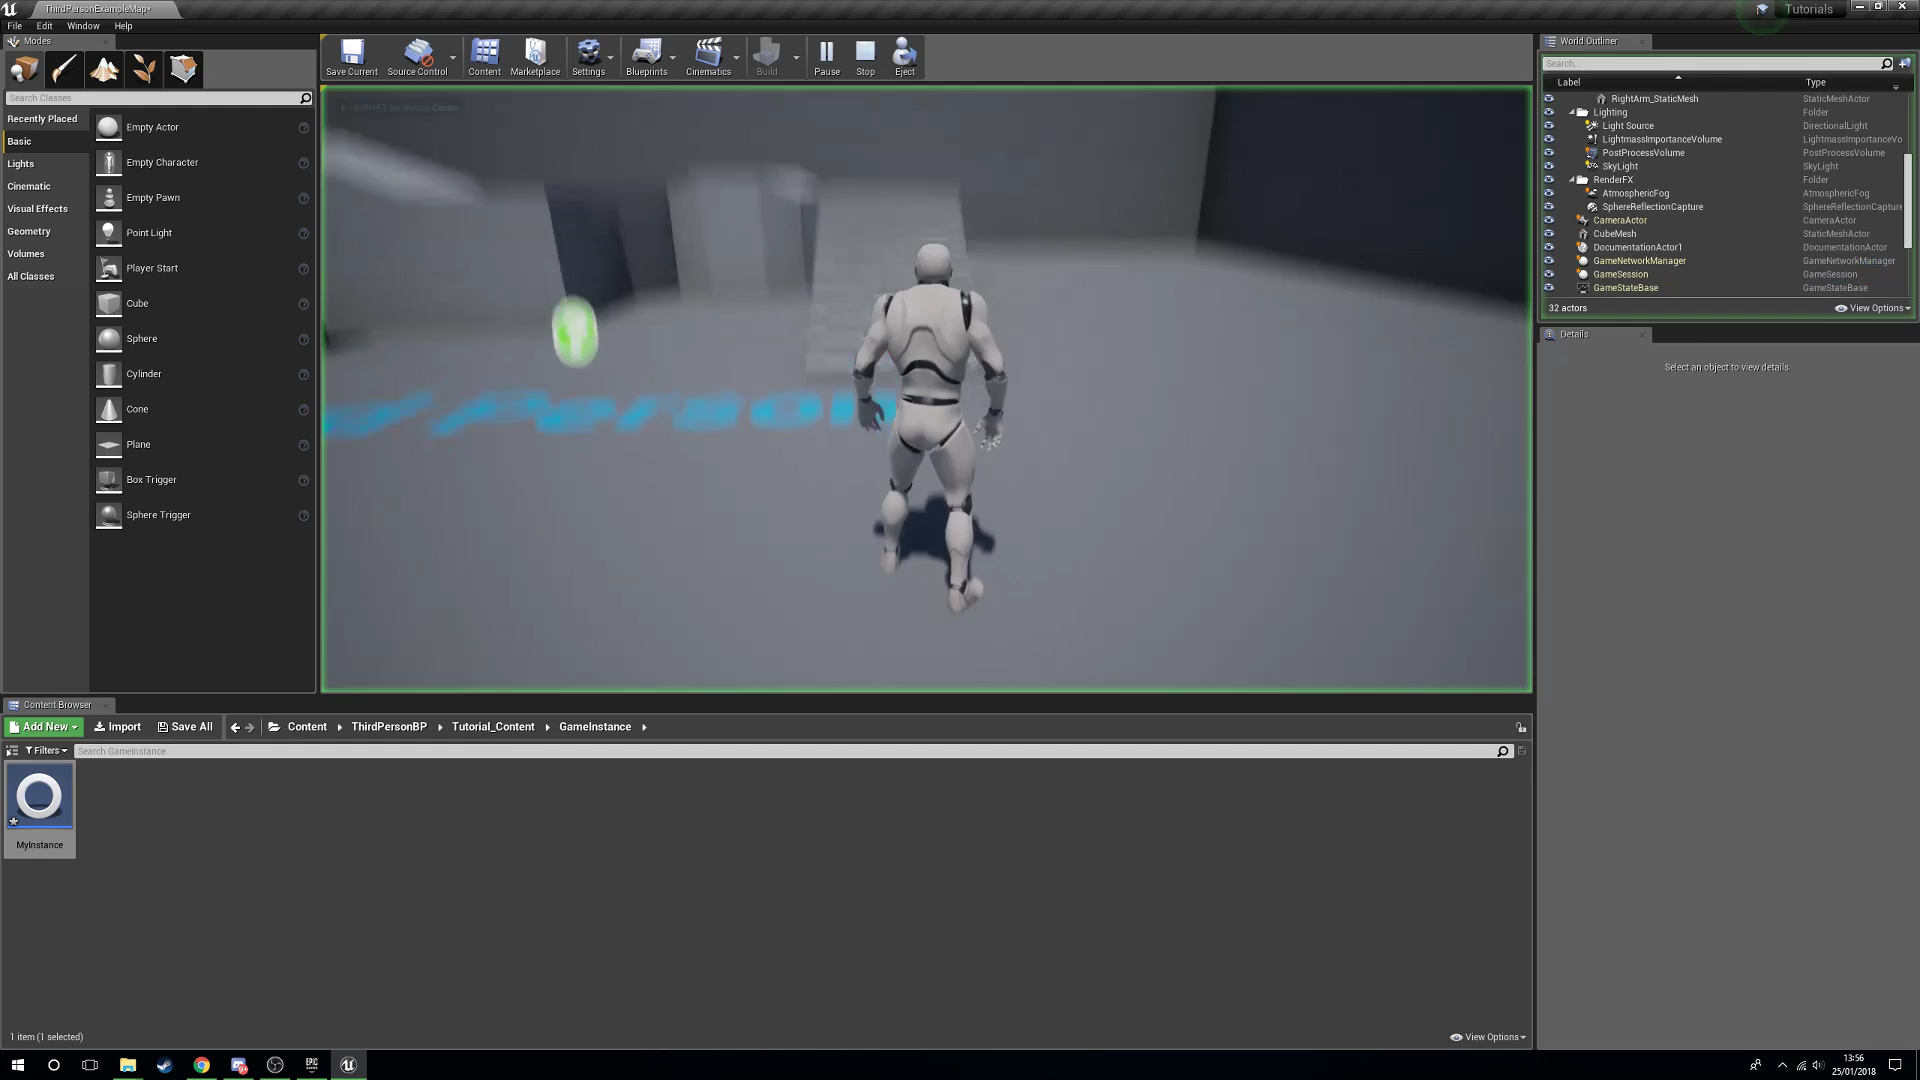 ThirdPersonExampleMap*
Tutorials
File Edit Window Help
Modes
Search Classes
Recently Placed
Basic
Lights
Cinematic
Visual Effects
Geometry
Volumes
All Classes
Empty Actor
Empty Character
Empty Pawn
Point Light
Player Start
Cube
Sphere
Cylinder
Cone
Plane
Box Trigger
Sphere Trigger
Save Current
Source Control
Content
Marketplace
Settings
Blueprints
Cinematics
Build
Pause
Stop
Eject
World Outliner
Search...
Label Type
RightArm_StaticMesh StaticMeshActor
Lighting Folder
Light Source DirectionalLight
LightmassImportanceVolume LightmassImportanceVo
PostProcessVolume PostProcessVolume
SkyLight SkyLight
RenderFX Folder
AtmosphericFog AtmosphericFog
SphereReflectionCapture SphereReflectionCapture
CameraActor CameraActor
CubeMesh StaticMeshActor
DocumentationActor1 DocumentationActor
GameNetworkManager GameNetworkManager
GameSession GameSession
GameStateBase GameStateBase
32 actors View Options
Details
Select an object to view details.
Content Browser
Add New Import Save All Content ThirdPersonBP Tutorial_Content GameInstance
Filters Search GameInstance
MyInstance
1 item (1 selected) View Options
13:56
25/01/2018